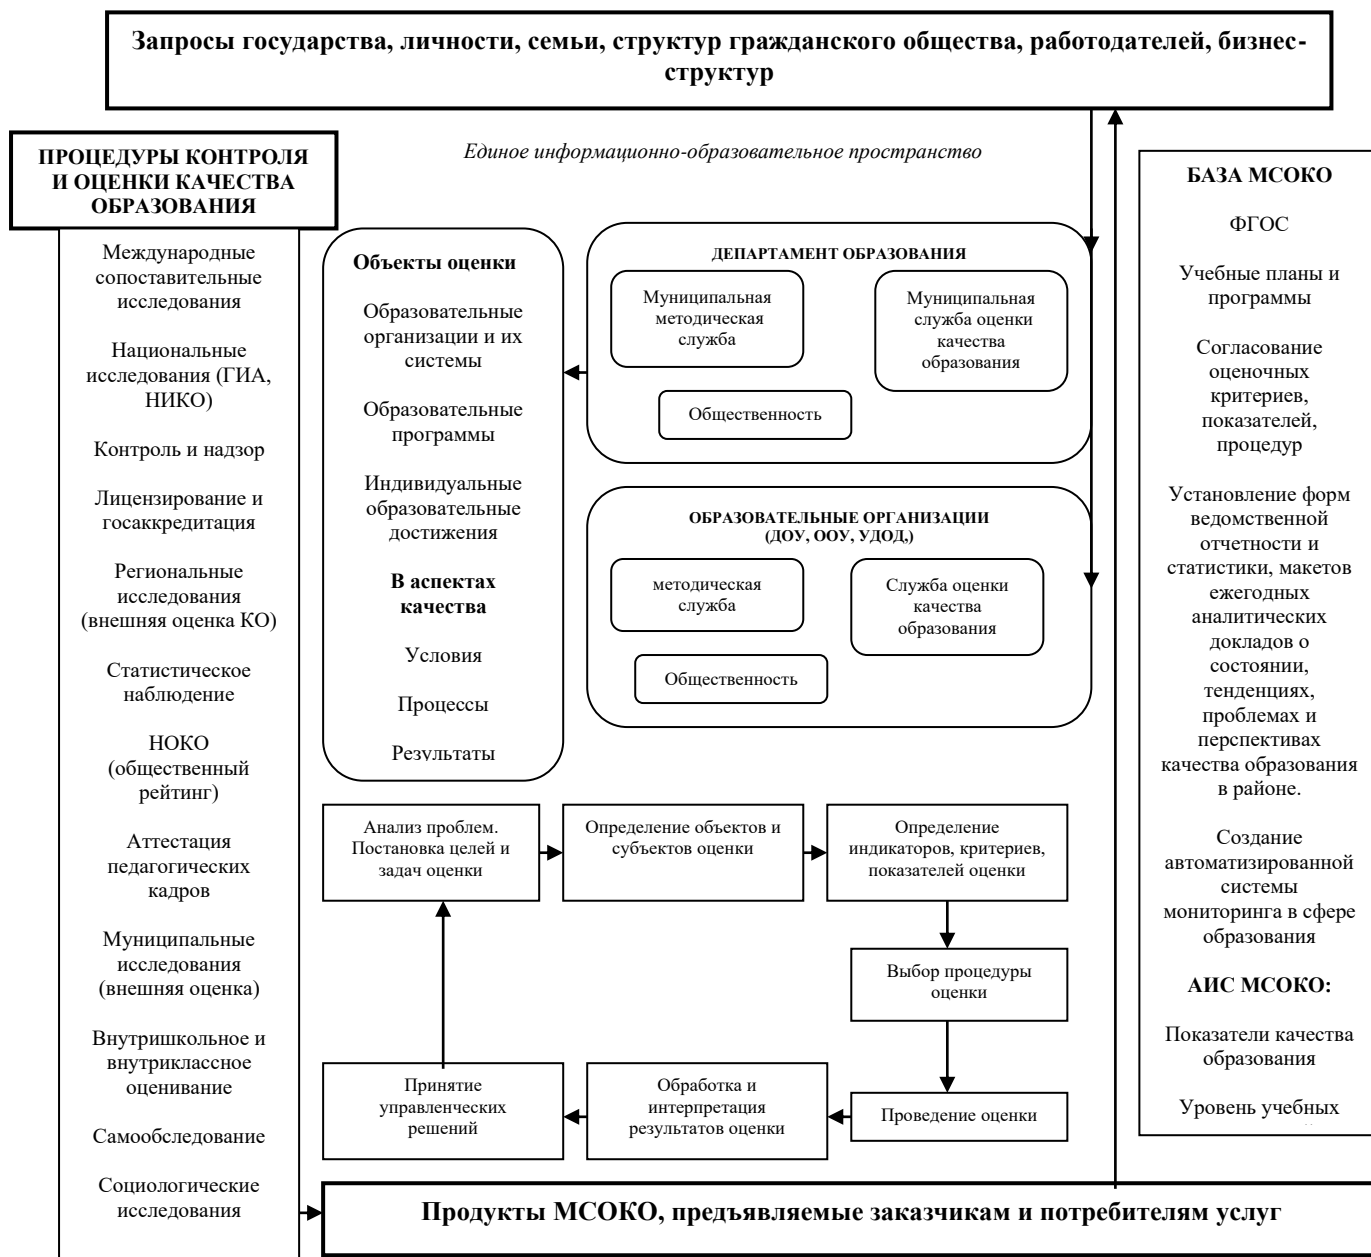 Запросы государства, личности, семьи, структур гражданского общества, работодателей, бизнес-
структур
ПРОЦЕДУРЫ КОНТРОЛЯ
И ОЦЕНКИ КАЧЕСТВА
ОБРАЗОВАНИЯ
Международные
сопоставительные
исследования
Национальные
исследования (ГИА,
НИКО)
Контроль и надзор
Лицензирование и
госаккредитация
Региональные
исследования
(внешняя оценка КО)
Статистическое
наблюдение
НОКО
(общественный
рейтинг)
Аттестация
педагогических
кадров
Муниципальные
исследования
(внешняя оценка)
Внутришкольное и
внутриклассное
оценивание
Самообследование
Социологические
исследования
Единое информационно-образовательное пространство
Объекты оценки
Образовательные
организации и их
системы
Образовательные
программы
Индивидуальные
образовательные
достижения
В аспектах
качества
Условия
Процессы
Результаты
ДЕПАРТАМЕНТ ОБРАЗОВАНИЯ
Муниципальная
методическая
служба
Муниципальная
служба оценки
качества
образования
Общественность
ОБРАЗОВАТЕЛЬНЫЕ ОРГАНИЗАЦИИ
(ДОУ, ООУ, УДОД,)
методическая
служба
Служба оценки
качества
образования
Общественность
Анализ проблем.
Постановка целей и
задач оценки
Определение объектов и
субъектов оценки
Определение
индикаторов, критериев,
показателей оценки
Выбор процедуры
оценки
Проведение оценки
Обработка и
интерпретация
результатов оценки
Принятие
управленческих
решений
БАЗА МСОКО
ФГОС
Учебные планы и
программы
Согласование
оценочных
критериев,
показателей,
процедур
Установление форм
ведомственной
отчетности и
статистики, макетов
ежегодных
аналитических
докладов о
состоянии,
тенденциях,
проблемах и
перспективах
качества образования
в районе.
Создание
автоматизированной
системы
мониторинга в сфере
образования
АИС МСОКО:
Показатели качества
образования
Уровень учебных
Продукты МСОКО, предъявляемые заказчикам и потребителям услуг